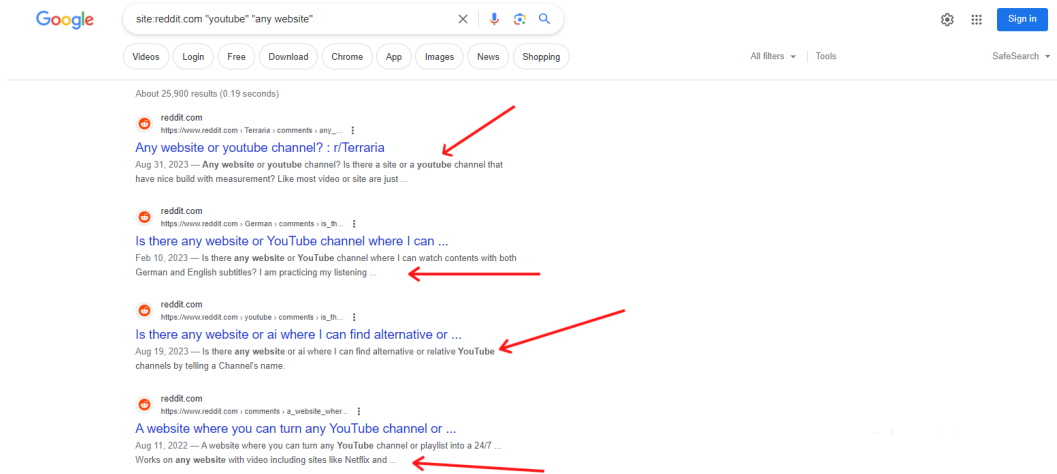 Google
site:reddit.com "youtube" "any website"
Sign in
Videos
Login
Free
Download
Chrome
App
Images
News
Shopping
All filters
Tools
SafeSearch
About 25,900 results (0.19 seconds)
reddit.com
https://www.reddit.com › Terraria › comments › any_...
Any website or youtube channel? : r/Terraria
Aug 31, 2023 — Any website or youtube channel? Is there a site or a youtube channel that
have nice build with measurement? Like most video or site are just ...
reddit.com
https://www.reddit.com › German › comments › is_th...
Is there any website or YouTube channel where I can ...
Feb 10, 2023 — Is there any website or YouTube channel where I can watch contents with both
German and English subtitles? I am practicing my listening ...
reddit.com
https://www.reddit.com › youtube › comments › is_th...
Is there any website or ai where I can find alternative or ...
Aug 19, 2023 — Is there any website or ai where I can find alternative or relative YouTube
channels by telling a Channel's name.
reddit.com
https://www.reddit.com › comments › a_website_wher...
A website where you can turn any YouTube channel or ...
Aug 11, 2022 — A website where you can turn any YouTube channel or playlist into a 24/7 ...
Works on any website with video including sites like Netflix and ...